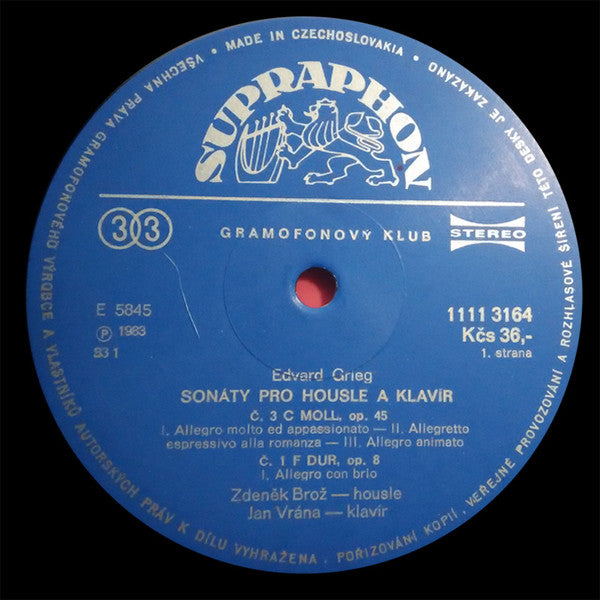 • MADE IN CZECHOSLOVAKIA •
VŠECHNA PRÁVA GRAMOFONOVÉHO VÝROBCE A VLASTNÍKŮ AUTORSKÝCH PRÁV K DÍLU VYHRAŽENA. POŘIZOVÁNÍ KOPIÍ, VEŘEJNÉ PROVOZOVÁNÍ A ROZHLASOVÉ ŠÍŘENÍ TÉTO DESKY JE ZAKÁZÁNO
SUPRAPHON
33
GRAMOFONOVÝ KLUB
STEREO
E 5845
℗ 1983
83 1
1111 3164
Kčs 36,-
1. strana
Edvard Grieg
SONÁTY PRO HOUSLE A KLAVÍR
Č. 3 C MOLL, op. 45
I. Allegro molto ed appassionato — II. Allegretto
espressivo alla romanza — III. Allegro animato
Č. 1 F DUR, op. 8
I. Allegro con brio
Zdeněk Brož — housle
Jan Vrána — klavír